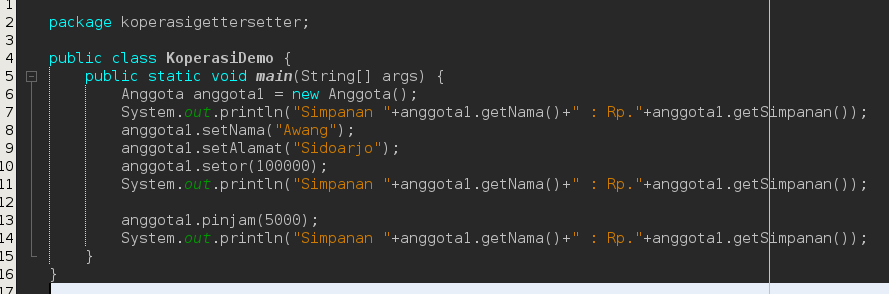 1
2 package koperasigettersetter;
3
4 public class KoperasiDemo {
5 public static void main(String[] args) {
6 Anggota anggota1 = new Anggota();
7 System.out.println("Simpanan "+anggota1.getNama()+" : Rp."+anggota1.getSimpanan());
8 anggota1.setNama("Awang");
9 anggota1.setAlamat("Sidoarjo");
10 anggota1.setor(100000);
11 System.out.println("Simpanan "+anggota1.getNama()+" : Rp."+anggota1.getSimpanan());
12
13 anggota1.pinjam(5000);
14 System.out.println("Simpanan "+anggota1.getNama()+" : Rp."+anggota1.getSimpanan());
15 }
16 }
17